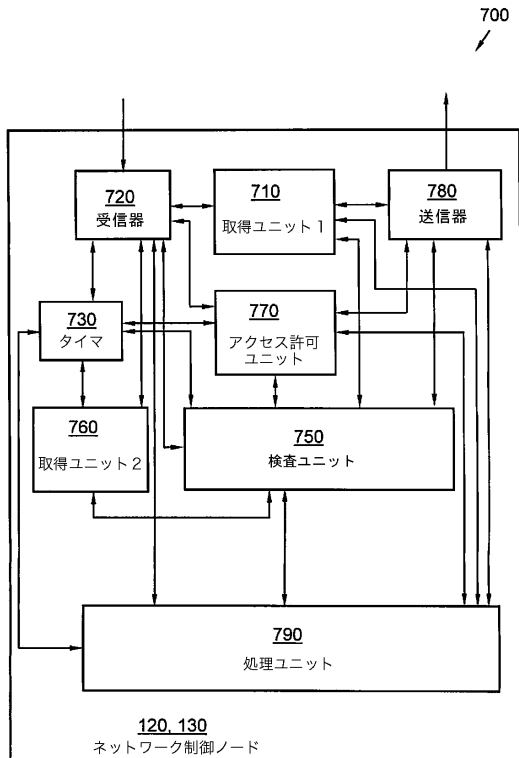 700
720
受信器
710
取得ユニット1
780
送信器
730
タイマ
770
アクセス許可
ユニット
760
取得ユニット2
750
検査ユニット
790
処理ユニット
120, 130
ネットワーク制御ノード